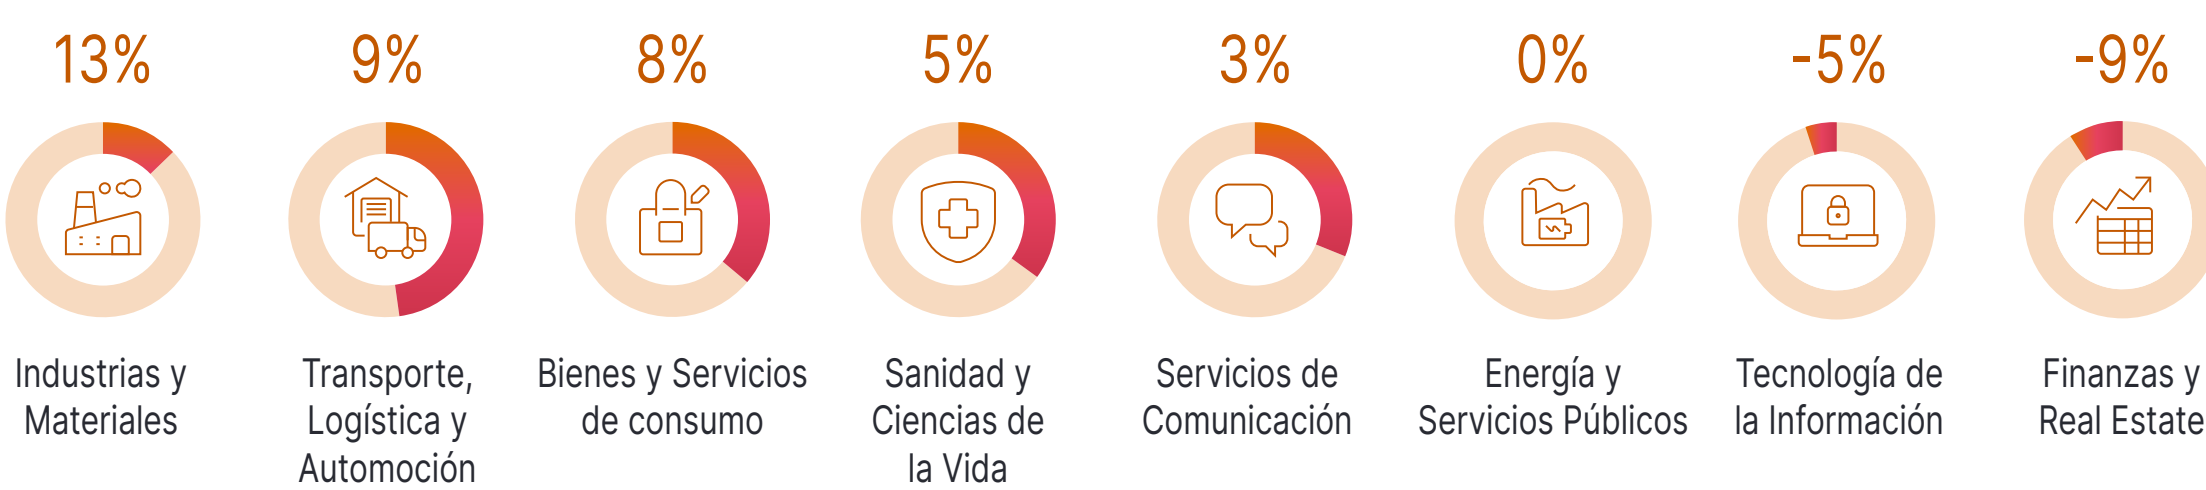 13%
9%
8%
5%
3%
0%
-5%
-9%
Industrias y
Materiales
Transporte,
Logística y
Automoción
Bienes y Servicios
de consumo
Sanidad y
Ciencias de
la Vida
Servicios de
Comunicación
Energía y
Servicios Públicos
Tecnología de
la Información
Finanzas y
Real Estate